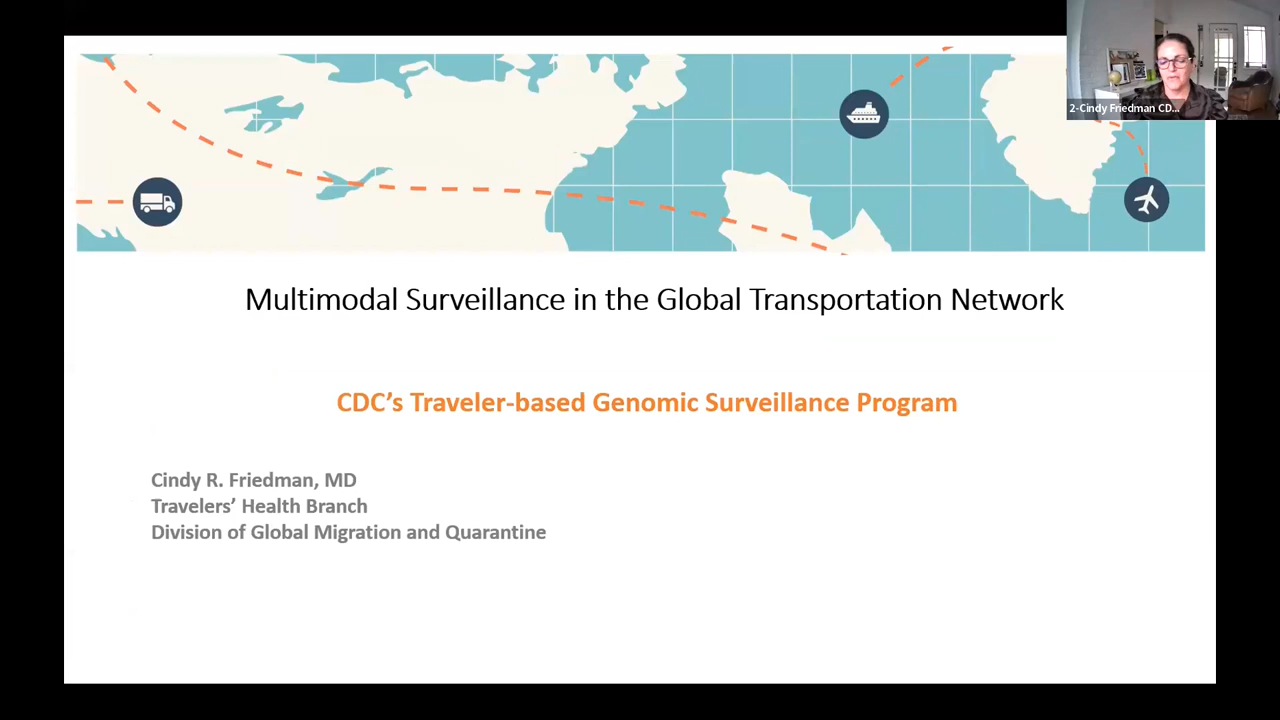 2-Cindy Friedman CD...
Multimodal Surveillance in the Global Transportation Network
CDC’s Traveler-based Genomic Surveillance Program
Cindy R. Friedman, MD
Travelers’ Health Branch
Division of Global Migration and Quarantine